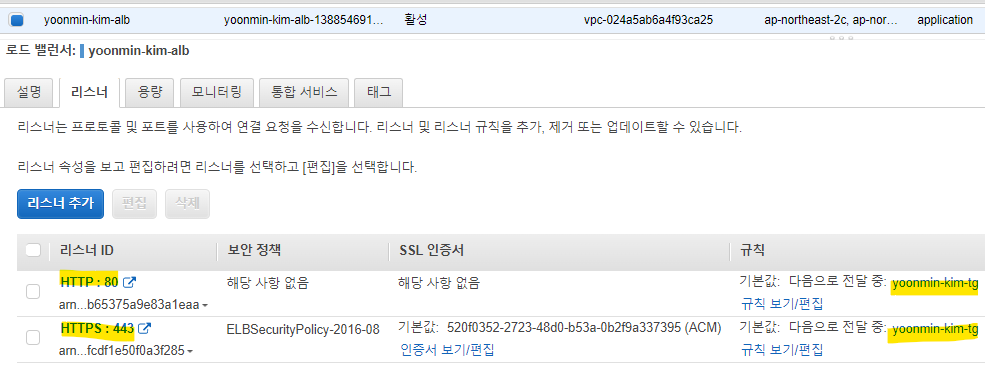 yoonmin-kim-alb yoonmin-kim-alb-138854691... 활성 vpc-024a5ab6a4f93ca25 ap-northeast-2c, ap-nor... application
로드 밸런서: yoonmin-kim-alb
설명 리스너 용량 모니터링 통합 서비스 태그
리스너는 프로토콜 및 포트를 사용하여 연결 요청을 수신합니다. 리스너 및 리스너 규칙을 추가, 제거 또는 업데이트할 수 있습니다.
리스너 속성을 보고 편집하려면 리스너를 선택하고 [편집]을 선택합니다.
리스너 추가 편집 삭제
리스너 ID 보안 정책 SSL 인증서 규칙
HTTP : 80 해당 사항 없음 해당 사항 없음 기본값: 다음으로 전달 중: yoonmin-kim-tg
arn...b65375a9e83a1eaa 규칙 보기/편집
HTTPS : 443 ELBSecurityPolicy-2016-08 기본값: 520f0352-2723-48d0-b53a-0b2f9a337395 (ACM) 기본값: 다음으로 전달 중: yoonmin-kim-tg
arn...fcdf1e50f0a3f285 인증서 보기/편집 규칙 보기/편집